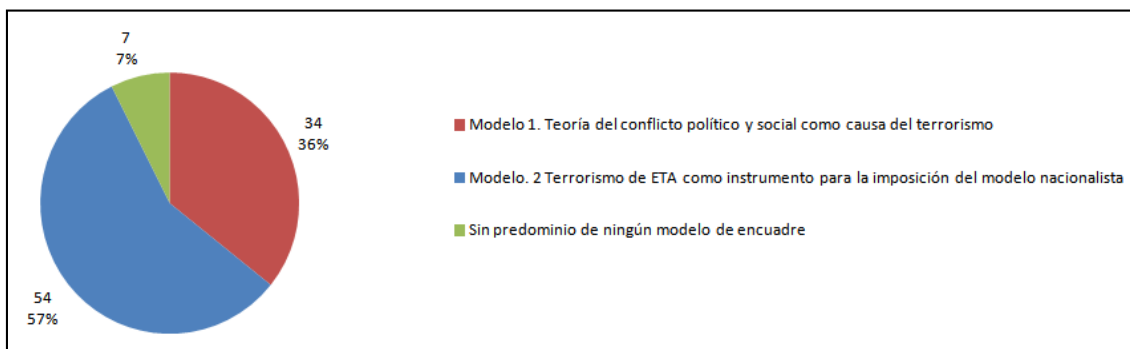 7
7%
34
36%
54
57%
Modelo 1. Teoría del conflicto político y social como causa del terrorismo
Modelo. 2 Terrorismo de ETA como instrumento para la imposición del modelo nacionalista
Sin predominio de ningún modelo de encuadre